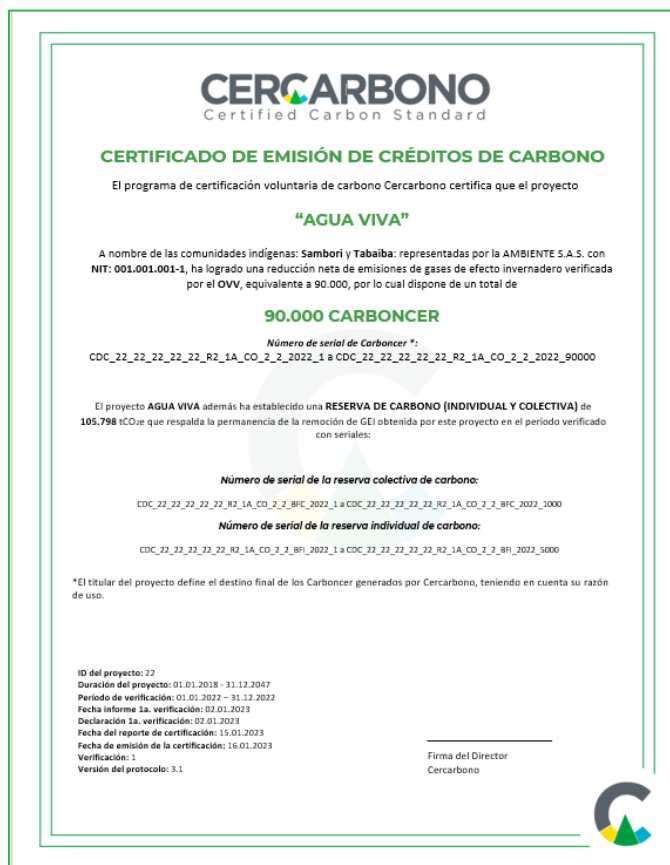 CERCARBONO
Certified Carbon Standard
CERTIFICADO DE EMISIÓN DE CRÉDITOS DE CARBONO
El programa de certificación voluntaria de carbono Cercarbono certifica que el proyecto
“AGUA VIVA”
A nombre de las comunidades indígenas: Sambori y Tabaiba: representadas por la AMBIENTE S.A.S. con
NIT: 001.001.001-1, ha logrado una reducción neta de emisiones de gases de efecto invernadero verificada
por el OVV, equivalente a 90.000, por lo cual dispone de un total de
90.000 CARBONCER
Número de serial de Carboncer *:
CDC_22_22_22_22_22_R2_1A_CO_2_2_2022_1 a CDC_22_22_22_22_22_R2_1A_CO_2_2_2022_90000
El proyecto AGUA VIVA además ha establecido una RESERVA DE CARBONO (INDIVIDUAL Y COLECTIVA) de
105.798 tCO2e que respalda la permanencia de la remoción de GEI obtenida por este proyecto en el periodo verificado
con seriales:
Número de serial de la reserva colectiva de carbono:
CDC_22_22_22_22_22_R2_1A_CO_2_2_BFC_2022_1 a CDC_22_22_22_22_22_R2_1A_CO_2_2_BFC_2022_1000
Número de serial de la reserva individual de carbono:
CDC_22_22_22_22_22_R2_1A_CO_2_2_BFI_2022_1 a CDC_22_22_22_22_22_R2_1A_CO_2_2_BFI_2022_5000
*El titular del proyecto define el destino final de los Carboncer generados por Cercarbono, teniendo en cuenta su razón
de uso.
ID del proyecto: 22
Duración del proyecto: 01.01.2018 - 31.12.2047
Periodo de verificación: 01.01.2022 – 31.12.2022
Fecha informe 1a. verificación: 02.01.2023
Declaración 1a. verificación: 02.01.2023
Fecha del reporte de certificación: 15.01.2023
Fecha de emisión de la certificación: 16.01.2023
Verificación: 1
Versión del protocolo: 3.1
Firma del Director
Cercarbono